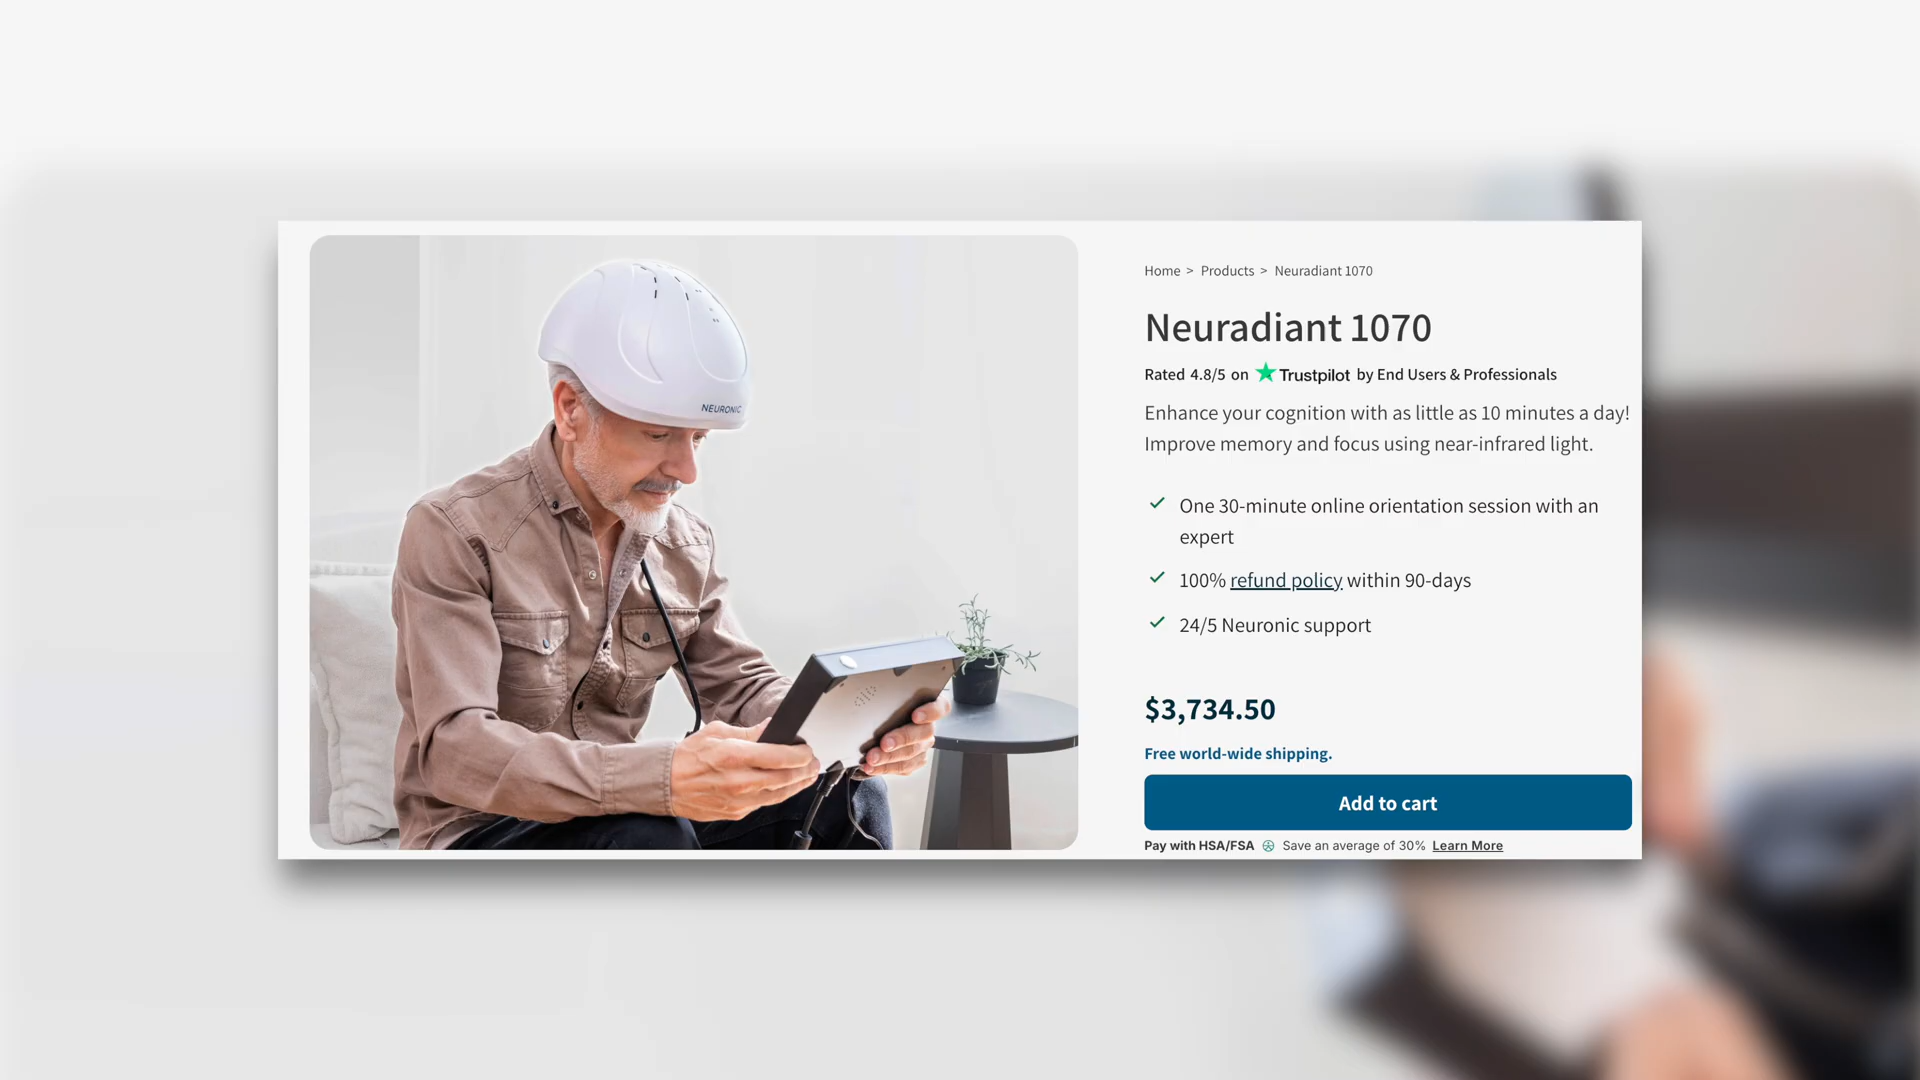 NEURONIC
Home > Products > Neuradiant 1070
Neuradiant 1070
Rated 4.8/5 on Trustpilot by End Users & Professionals
Enhance your cognition with as little as 10 minutes a day!
Improve memory and focus using near-infrared light.
One 30-minute online orientation session with an
expert
100% refund policy within 90-days
24/5 Neuronic support
$3,734.50
Free world-wide shipping.
Add to cart
Pay with HSA/FSA Save an average of 30% Learn More